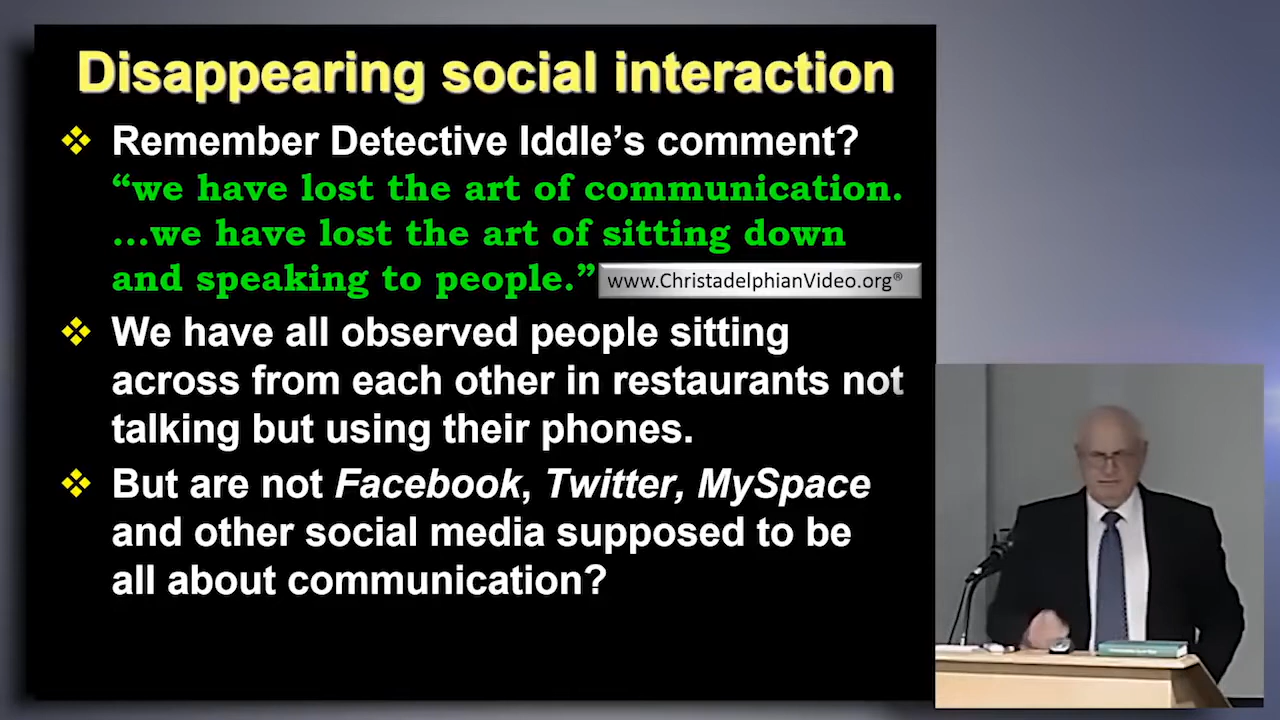 Disappearing social interaction
Remember Detective Iddle’s comment?
“we have lost the art of communication.
...we have lost the art of sitting down
and speaking to people.”
www.ChristadelphianVideo.org®
We have all observed people sitting
across from each other in restaurants not
talking but using their phones.
But are not Facebook, Twitter, MySpace
and other social media supposed to be
all about communication?